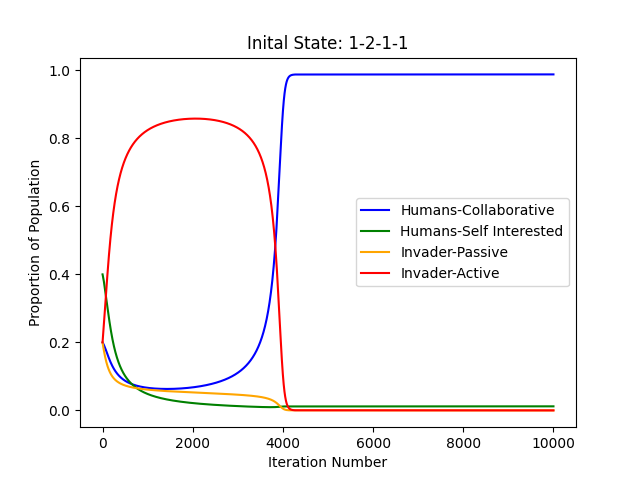 Inital State: 1-2-1-1
1.0
0.8
0.6
0.4
0.2
0.0
Proportion of Population
Humans-Collaborative
Humans-Self Interested
Invader-Passive
Invader-Active
0 2000 4000 6000 8000 10000
Iteration Number